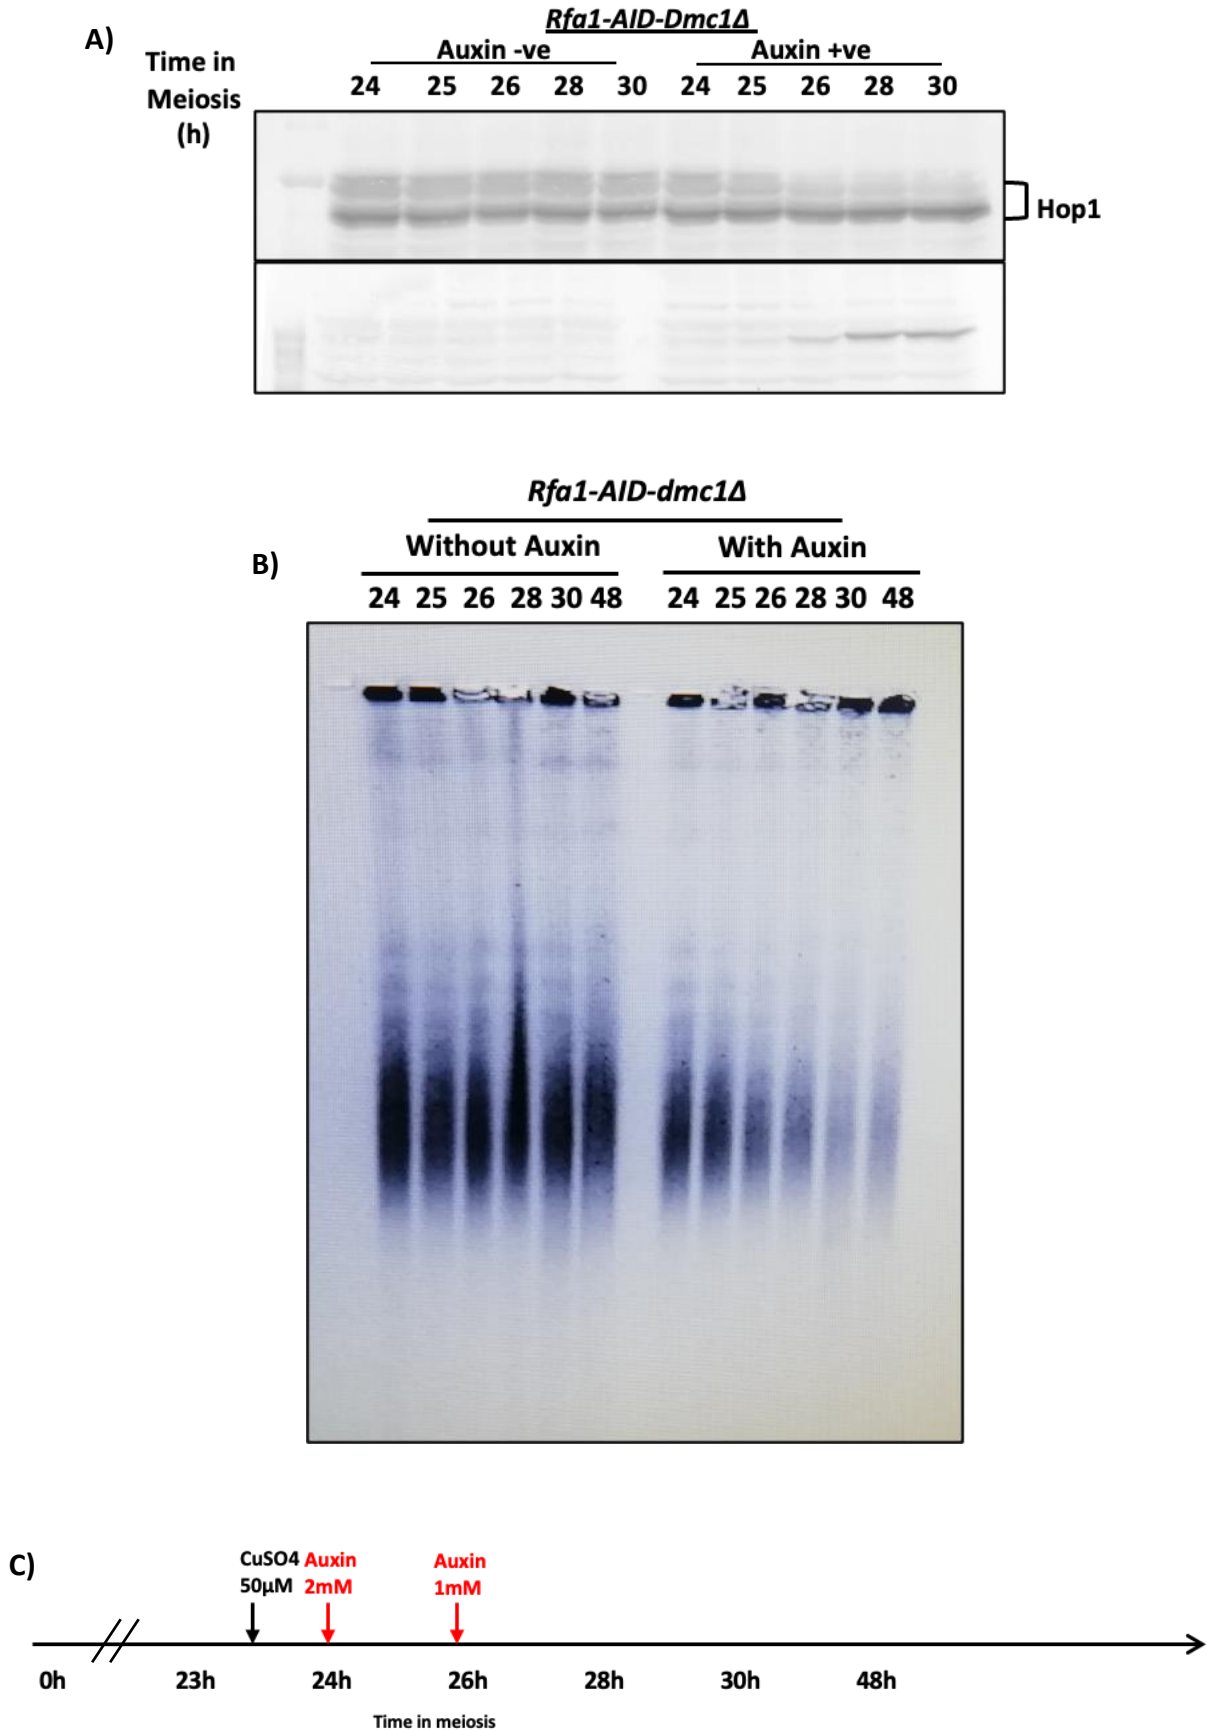 A)
Rfa1-AID-Dmc1Δ
Auxin -ve Auxin +ve
Time in Meiosis (h)
24 25 26 28 30 24 25 26 28 30
Hop1
B)
Rfa1-AID-dmc1Δ
Without Auxin With Auxin
24 25 26 28 30 48 24 25 26 28 30 48
C)
CuSO4 Auxin Auxin
50μM 2mM 1mM
0h 23h 24h 26h 28h 30h 48h
Time in meiosis